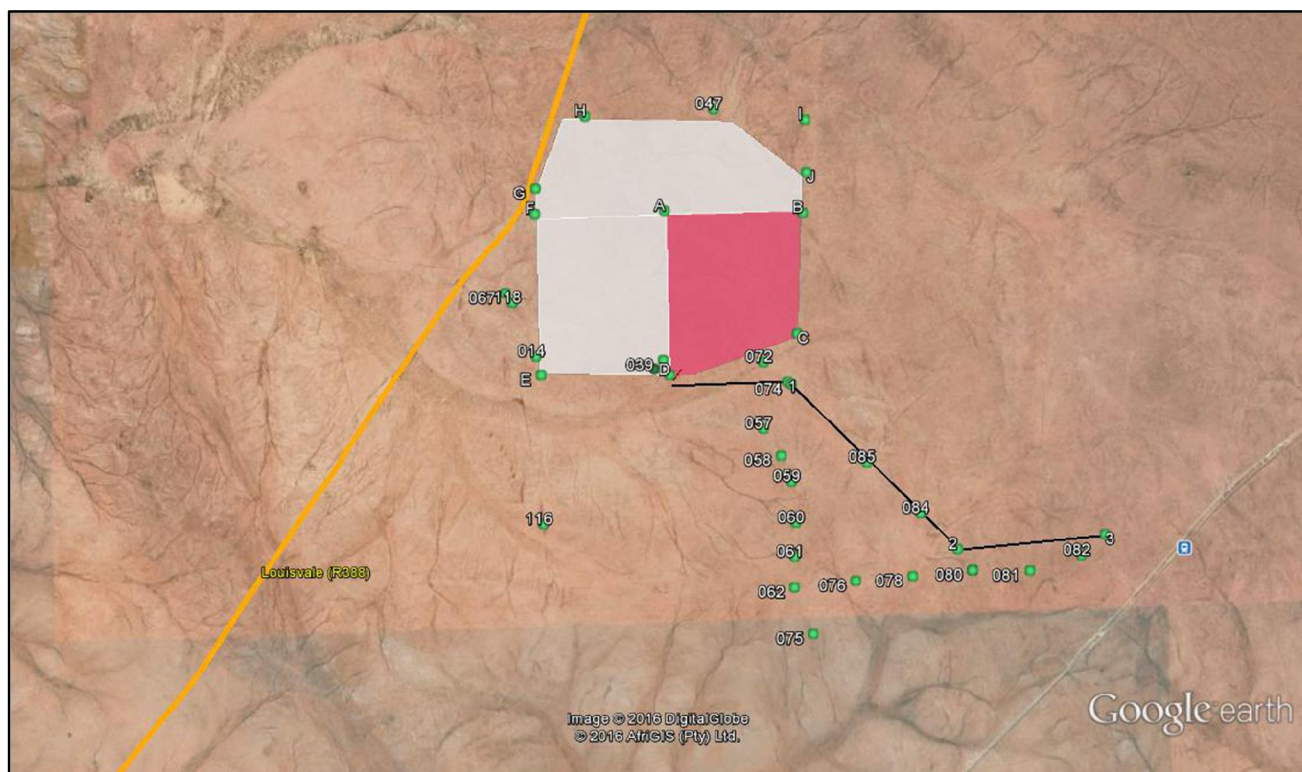 H
047
I
J
G
F
A
B
067118
C
014
039
D
072
E
074
1
057
058
085
059
084
116
060
061
2
3
082
Louisvale (R388)
062
076
078
080
081
075
Google earth
Image © 2016 DigitalGlobe
© 2016 AfriGIS (Pty) Ltd.